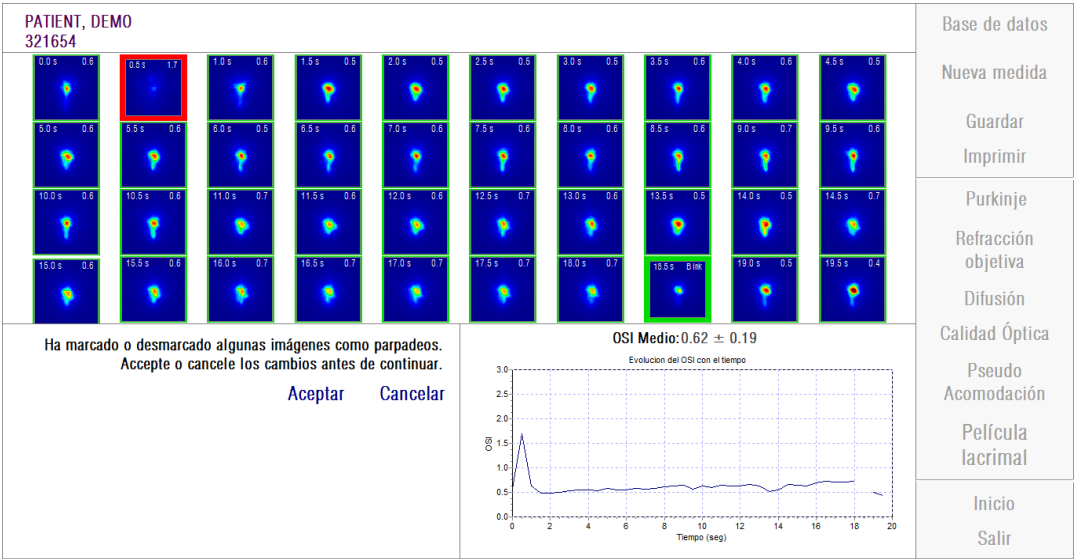 PATIENT, DEMO
321654
0.0 s 0.6
0.5 s 1.7
1.0 s 0.6
1.5 s 0.5
2.0 s 0.5
2.5 s 0.5
3.0 s 0.5
3.5 s 0.6
4.0 s 0.6
4.5 s 0.5
5.0 s 0.6
5.5 s 0.6
6.0 s 0.5
6.5 s 0.6
7.0 s 0.6
7.5 s 0.6
8.0 s 0.6
8.5 s 0.6
9.0 s 0.7
9.5 s 0.6
10.0 s 0.6
10.5 s 0.6
11.0 s 0.7
11.5 s 0.6
12.0 s 0.6
12.5 s 0.7
13.0 s 0.6
13.5 s 0.5
14.0 s 0.5
14.5 s 0.7
15.0 s 0.6
15.5 s 0.6
16.0 s 0.7
16.5 s 0.7
17.0 s 0.7
17.5 s 0.7
18.0 s 0.7
18.5 s Blink
19.0 s 0.5
19.5 s 0.4
Ha marcado o desmarcado algunas imágenes como parpadeos.
Accepte o cancele los cambios antes de continuar.
Aceptar Cancelar
OSI Medio: 0.62 ± 0.19
Evolucion del OSI con el tiempo
OSI
3.0
2.5
2.0
1.5
1.0
0.5
0.0
0 2 4 6 8 10 12 14 16 18 20
Tiempo (seg)
Base de datos
Nueva medida
Guardar
Imprimir
Purkinje
Refracción
objetiva
Difusión
Calidad Óptica
Pseudo
Acomodación
Película
lacrimal
Inicio
Salir